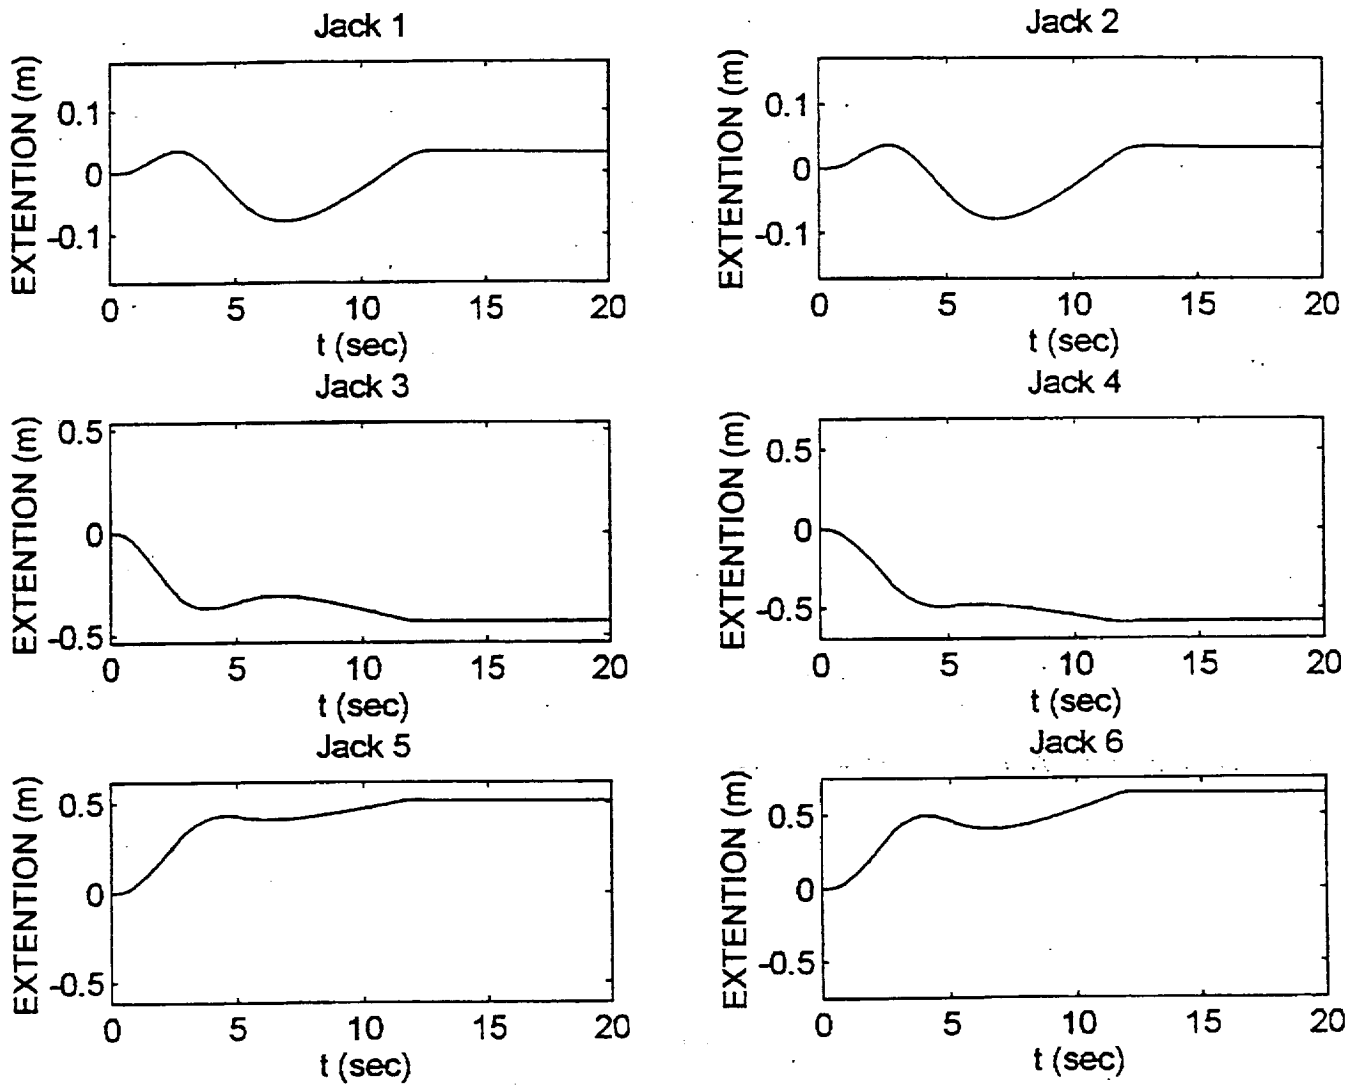 Jack 1
EXTENTION (m)
0.1
0
-0.1
0 5 10 15 20
t (sec)
Jack 2
EXTENTION (m)
0.1
0
-0.1
0 5 10 15 20
t (sec)
Jack 3
EXTENTION (m)
0.5
0
-0.5
0 5 10 15 20
t (sec)
Jack 4
EXTENTION (m)
0.5
0
-0.5
0 5 10 15 20
t (sec)
Jack 5
EXTENTION (m)
0.5
0
-0.5
0 5 10 15 20
t (sec)
Jack 6
EXTENTION (m)
0.5
0
-0.5
0 5 10 15 20
t (sec)